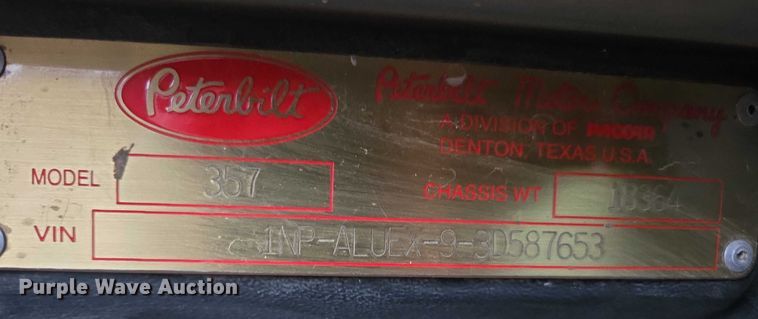 Peterbilt
Peterbilt Motor Company
A DIVISION OF PACCAR
DENTON, TEXAS U.S.A.
MODEL 357
CHASSIS WT 18364
VIN 1NP-ALUEX-9-3D587653
Purple Wave Auction